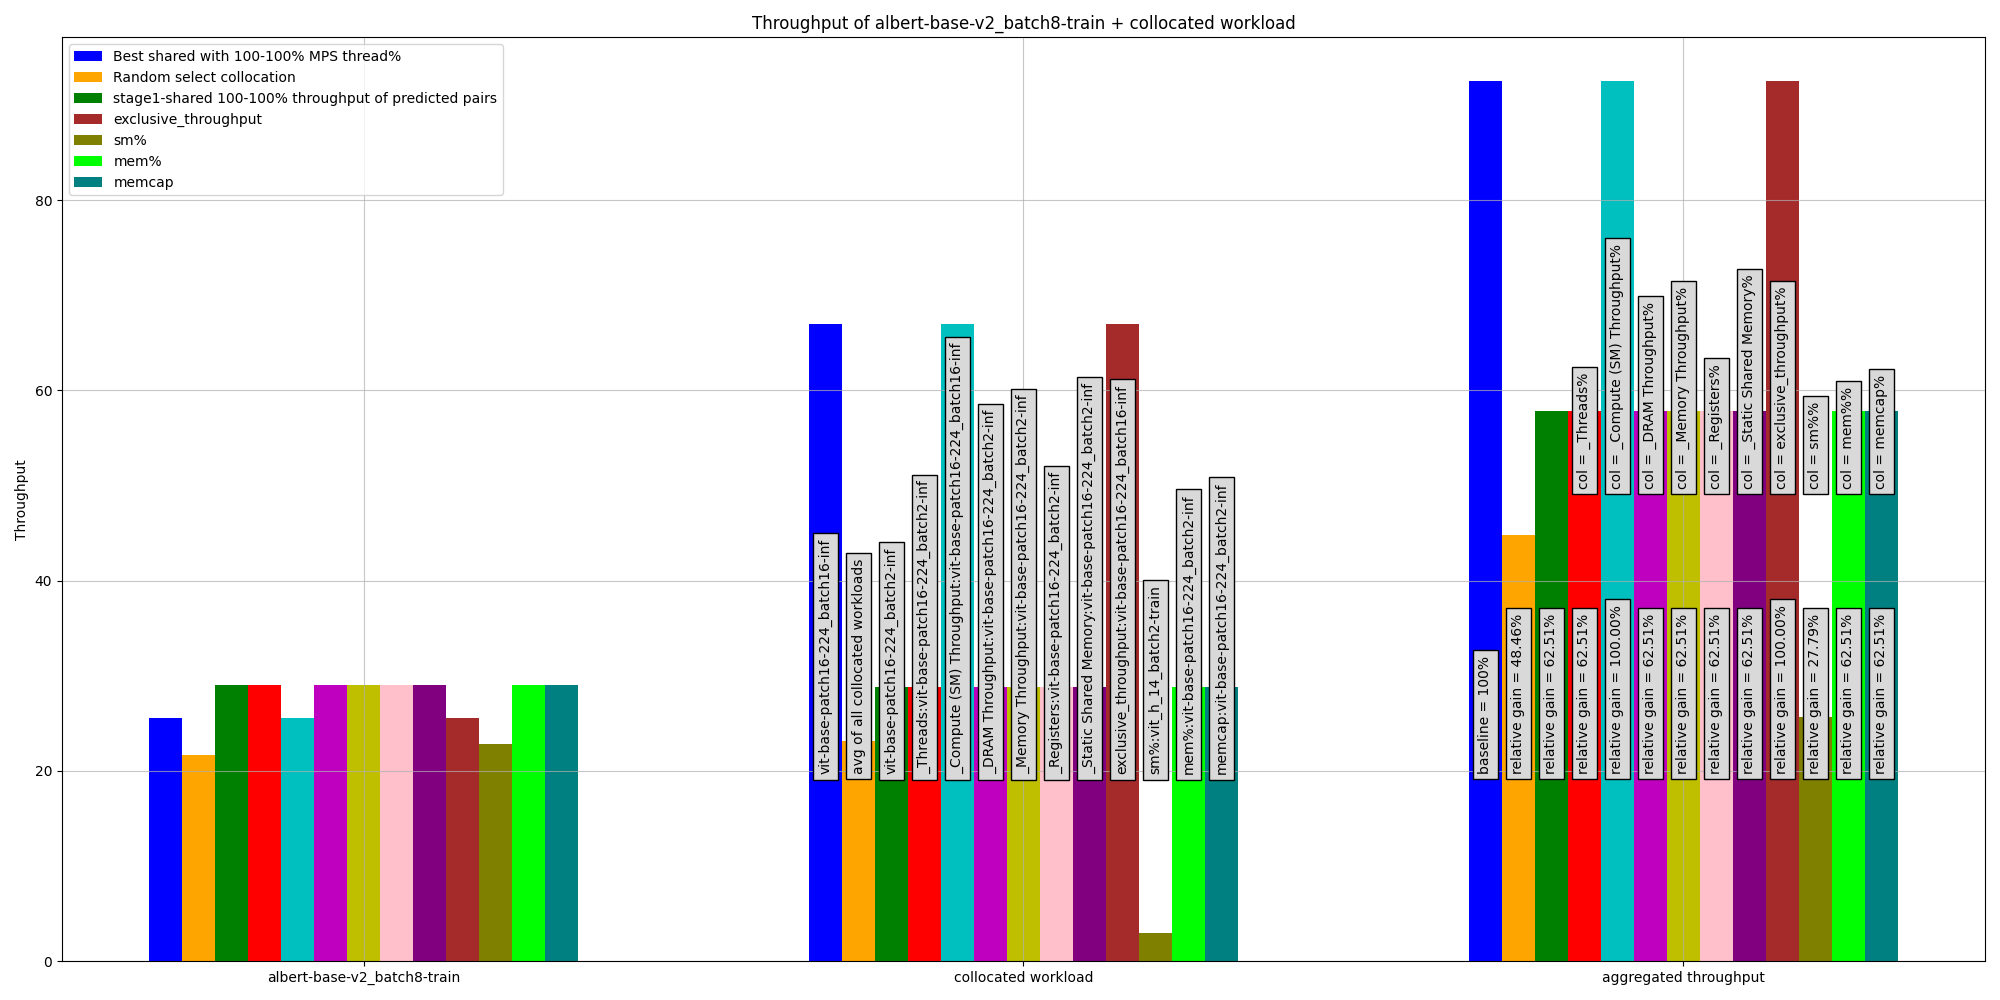 Throughput of albert-base-v2_batch8-train + collocated workload
Best shared with 100-100% MPS thread%
Random select collocation
stage1-shared 100-100% throughput of predicted pairs
exclusive_throughput
sm%
mem%
memcap
Throughput
80
60
40
20
0
vit-base-patch16-224_batch16-inf
avg of all collocated workloads
vit-base-patch16-224_batch2-inf
_Threads:vit-base-patch16-224_batch2-inf
_Compute (SM) Throughput:vit-base-patch16-224_batch16-inf
_DRAM Throughput:vit-base-patch16-224_batch2-inf
_Memory Throughput:vit-base-patch16-224_batch2-inf
_Registers:vit-base-patch16-224_batch2-inf
_Static Shared Memory:vit-base-patch16-224_batch2-inf
exclusive_throughput:vit-base-patch16-224_batch16-inf
sm%:vit_h_14_batch2-train
mem%:vit-base-patch16-224_batch2-inf
memcap:vit-base-patch16-224_batch2-inf
col = _Threads%
col = _Compute (SM) Throughput%
col = _DRAM Throughput%
col = _Memory Throughput%
col = _Registers%
col = _Static Shared Memory%
col = exclusive_throughput%
col = sm%%
col = mem%%
col = memcap%
baseline = 100%
relative gain = 48.46%
relative gain = 62.51%
relative gain = 62.51%
relative gain = 100.00%
relative gain = 62.51%
relative gain = 62.51%
relative gain = 62.51%
relative gain = 62.51%
relative gain = 100.00%
relative gain = 27.79%
relative gain = 62.51%
relative gain = 62.51%
albert-base-v2_batch8-train
collocated workload
aggregated throughput